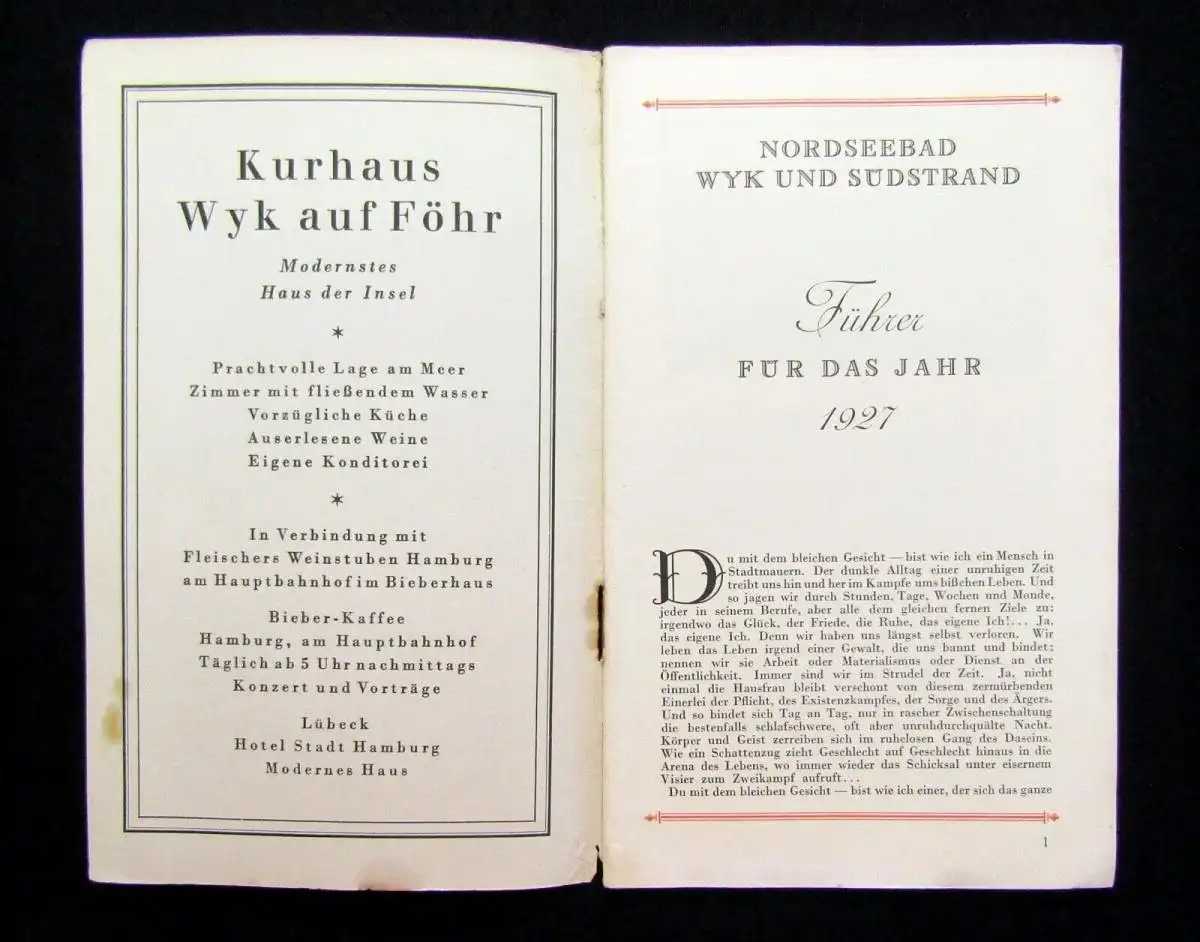 Kurhaus
Wyk auf Föhr
Modernstes
Haus der Insel
Prachtvolle Lage am Meer
Zimmer mit fließendem Wasser
Vorzügliche Küche
Auserlesene Weine
Eigene Konditorei
In Verbindung mit
Fleischers Weinstuben Hamburg
am Hauptbahnhof im Bieberhaus
Bieber-Kaffee
Hamburg, am Hauptbahnhof
Täglich ab 5 Uhr nachmittags
Konzert und Vorträge
Lübeck
Hotel Stadt Hamburg
Modernes Haus
NORDSEEBAD
WYK UND SÜDSTRAND
Führer
FÜR DAS JAHR
1927
Du mit dem bleichen Gesicht — bist wie ich ein Mensch in
Stadtmauern. Der dunkle Alltag einer unruhigen Zeit
treibt uns hin und her im Kampfe ums bißchen Leben. Und
so jagen wir durch Stunden, Tage, Wochen und Monde,
jeder in seinem Berufe, aber alle dem gleichen fernen Ziele zu:
irgendwo das Glück, der Friede, die Ruhe, das eigene Ich!... Ja,
das eigene Ich. Denn wir haben uns längst selbst verloren. Wir
leben das Leben irgend einer Gewalt, die uns bannt und bindet;
nennen wir sie Arbeit oder Materialismus oder Dienst an der
Öffentlichkeit. Immer sind wir im Strudel der Zeit. Ja, nicht
einmal die Hausfrau bleibt verschont von diesem zermürbenden
Einerlei der Pflicht, des Existenzkampfes, der Sorge und des Ärgers.
Und so bindet sich Tag an Tag, nur in rascher Zwischenschaltung
die bestenfalls schlafschwere, oft aber unruhdurchquälte Nacht.
Körper und Geist zerreiben sich im ruhelosen Gang des Daseins.
Wie ein Schattenzug zieht Geschlecht auf Geschlecht hinaus in die
Arena des Lebens, wo immer wieder das Schicksal unter eisernem
Visier zum Zweikampf aufruft...
Du mit dem bleichen Gesicht — bist wie ich einer, der sich das ganze
1